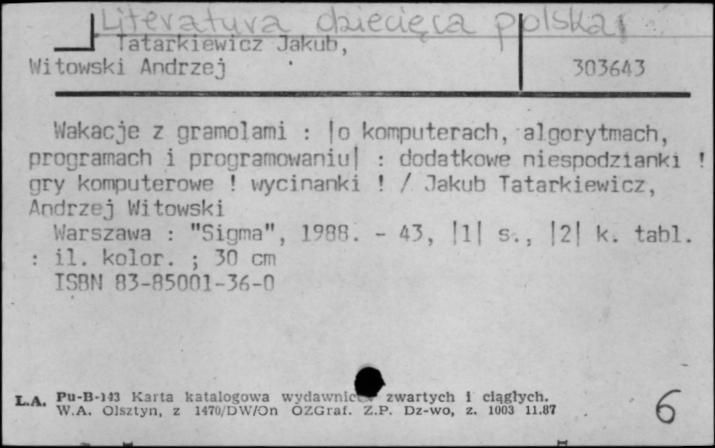 Literatura dziecięca polska
Tatarkiewicz Jakub,
Witowski Andrzej
303643
Wakacje z gramolami : |o komputerach, algorytmach,
programach i programowaniu| : dodatkowe niespodzianki !
gry komputerowe ! wycinanki ! / Jakub Tatarkiewicz,
Andrzej Witowski
Warszawa : "Sigma", 1988. - 43, |1| s., |2| k. tabl.
: il. kolor. ; 30 cm
ISBN 83-85001-36-0
L.A. Pu-B-143 Karta katalogowa zwartych i ciągłych.
W.A. Olsztyn, z 1470/DW/On OZGraf. Z.P. Dz-wo, z. 1003 11.87
6